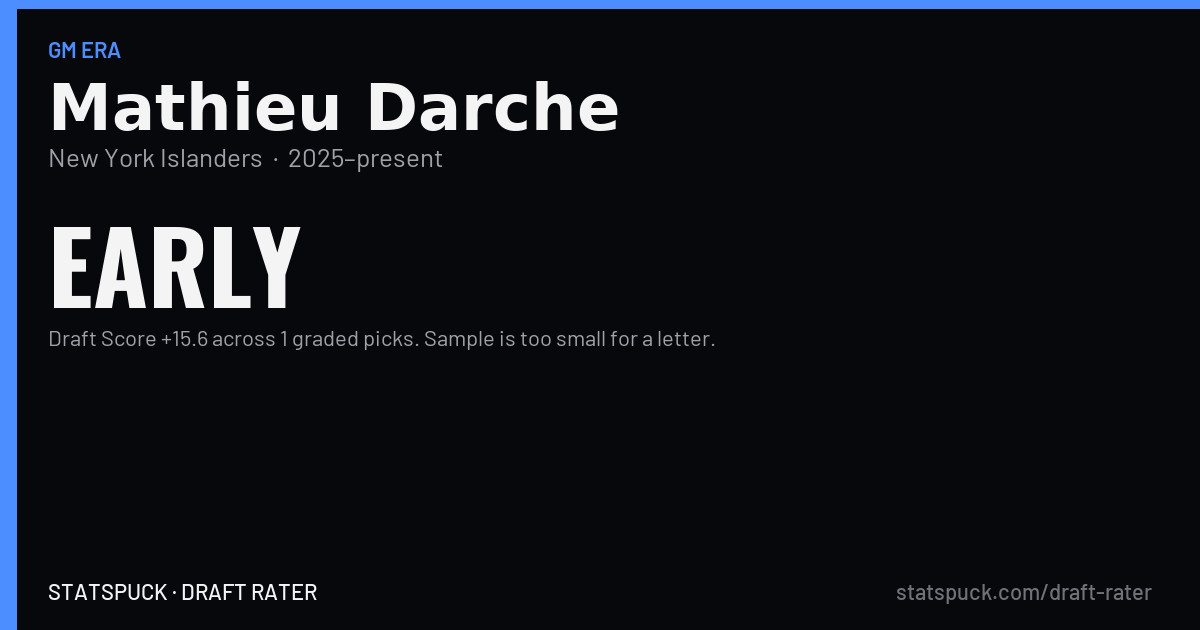 GM ERA
Mathieu Darche
New York Islanders · 2025–present
EARLY
Draft Score +15.6 across 1 graded picks. Sample is too small for a letter.
STATSPUCK · DRAFT RATER
statspuck.com/draft-rater